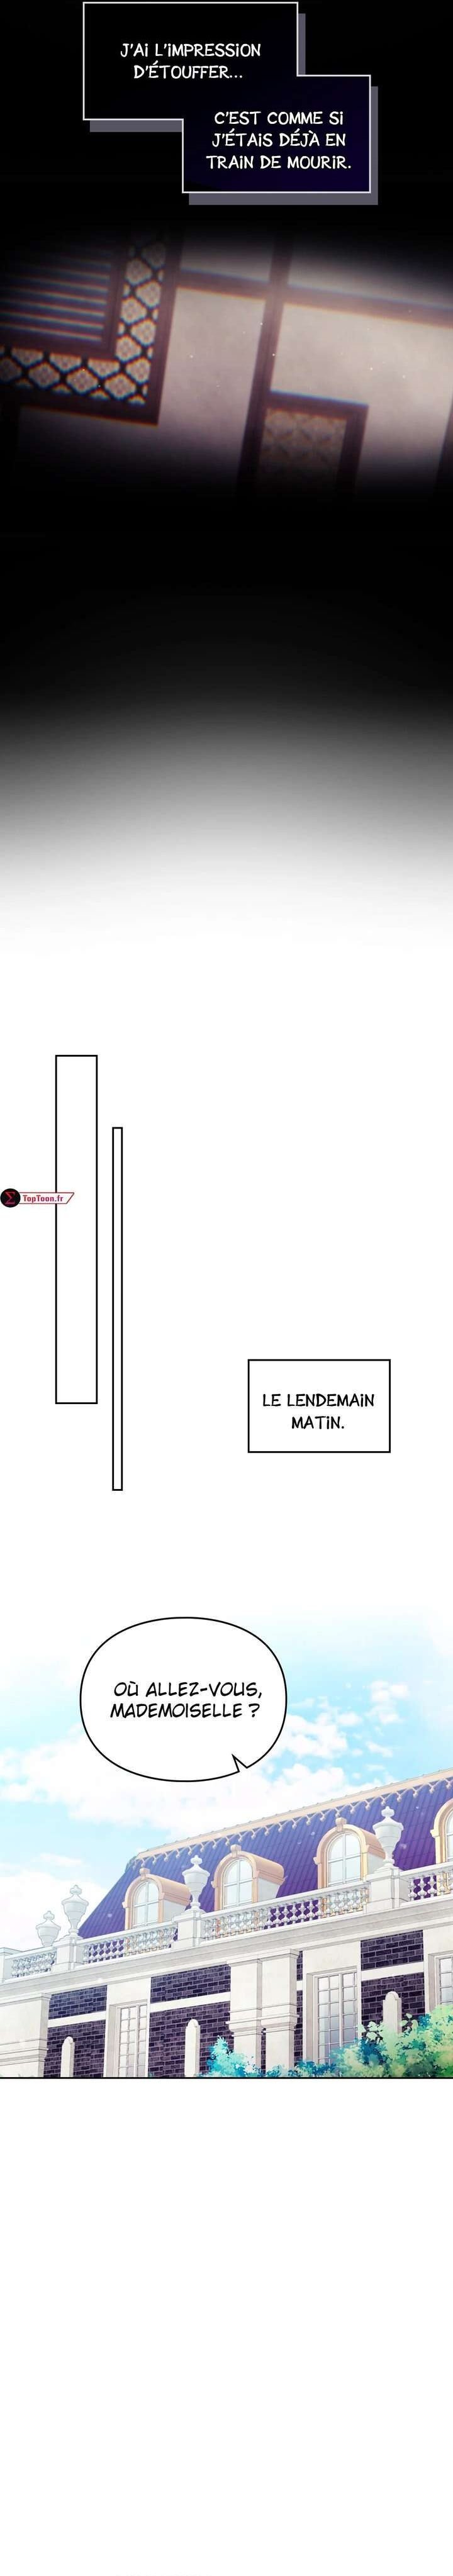 J'AI L'IMPRESSION
D'ÉTOUFFER...
C'EST COMME SI
J'ÉTAIS DÉJÀ EN
TRAIN DE MOURIR.
TopToon.fr
LE LENDEMAIN
MATIN.
OÙ ALLEZ-VOUS,
MADEMOISELLE ?